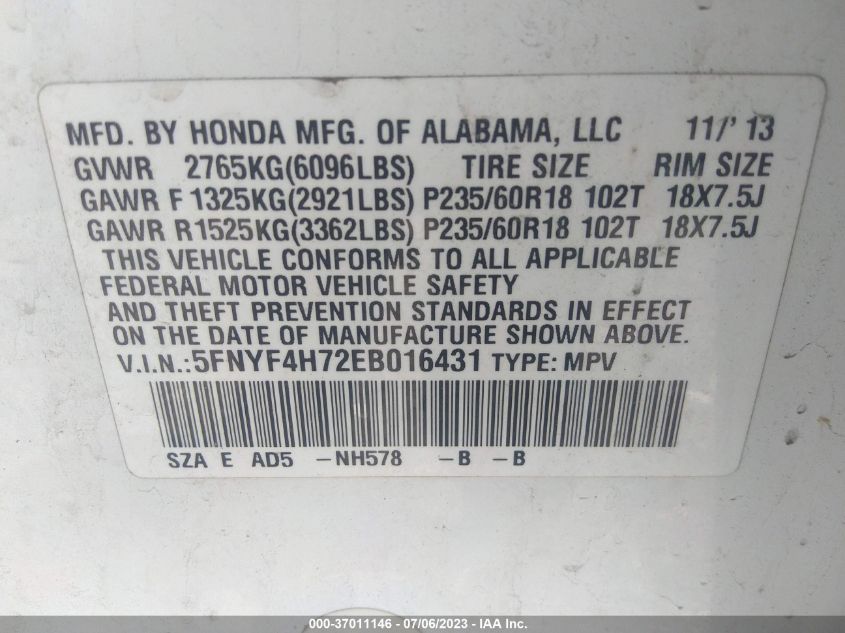 MFD. BY HONDA MFG. OF ALABAMA, LLC 11/' 13
GVWR 2765KG(6096LBS) TIRE SIZE RIM SIZE
GAWR F 1325KG(2921LBS) P235/60R18 102T 18X7.5J
GAWR R1525KG(3362LBS) P235/60R18 102T 18X7.5J
THIS VEHICLE CONFORMS TO ALL APPLICABLE
FEDERAL MOTOR VEHICLE SAFETY
AND THEFT PREVENTION STANDARDS IN EFFECT
ON THE DATE OF MANUFACTURE SHOWN ABOVE.
V.I.N.:5FNYF4H72EB016431 TYPE: MPV
SZA E AD5 -NH578 -B -B
000-37011146 - 07/06/2023 - IAA Inc.